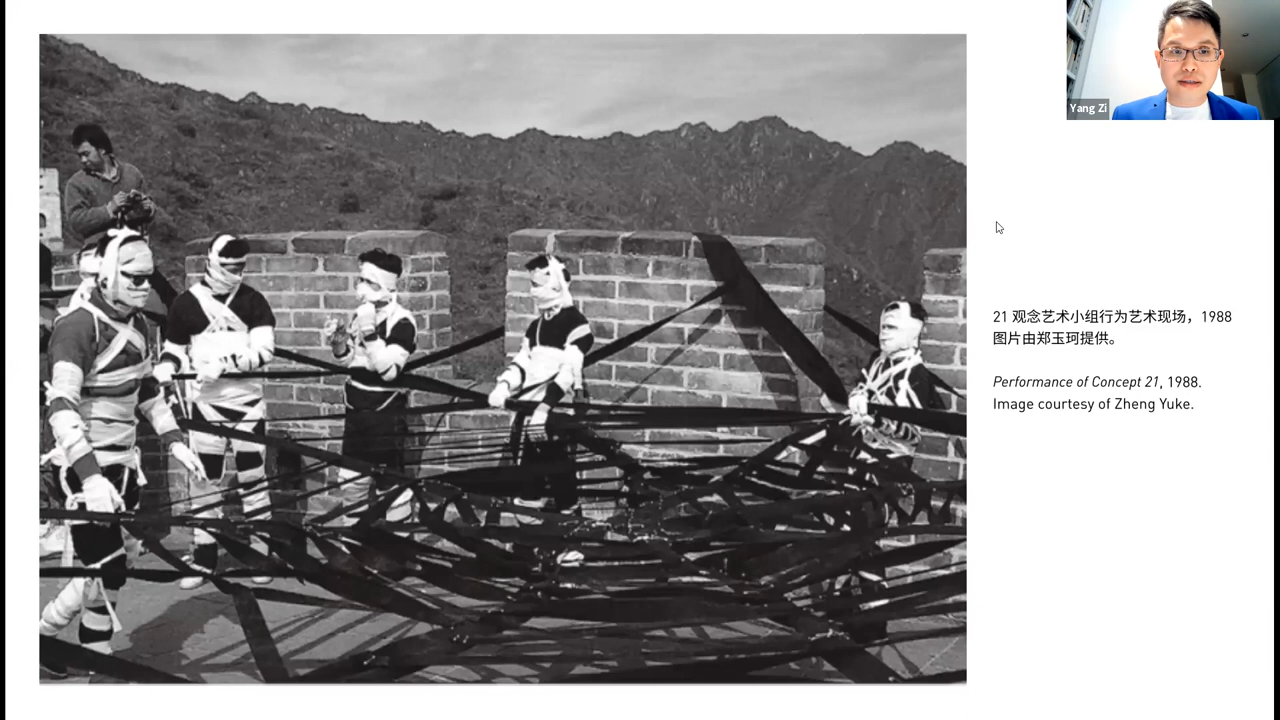 Yang Zi
21 观念艺术小组行为艺术现场，1988
图片由郑玉珂提供。
Performance of Concept 21, 1988.
Image courtesy of Zheng Yuke.